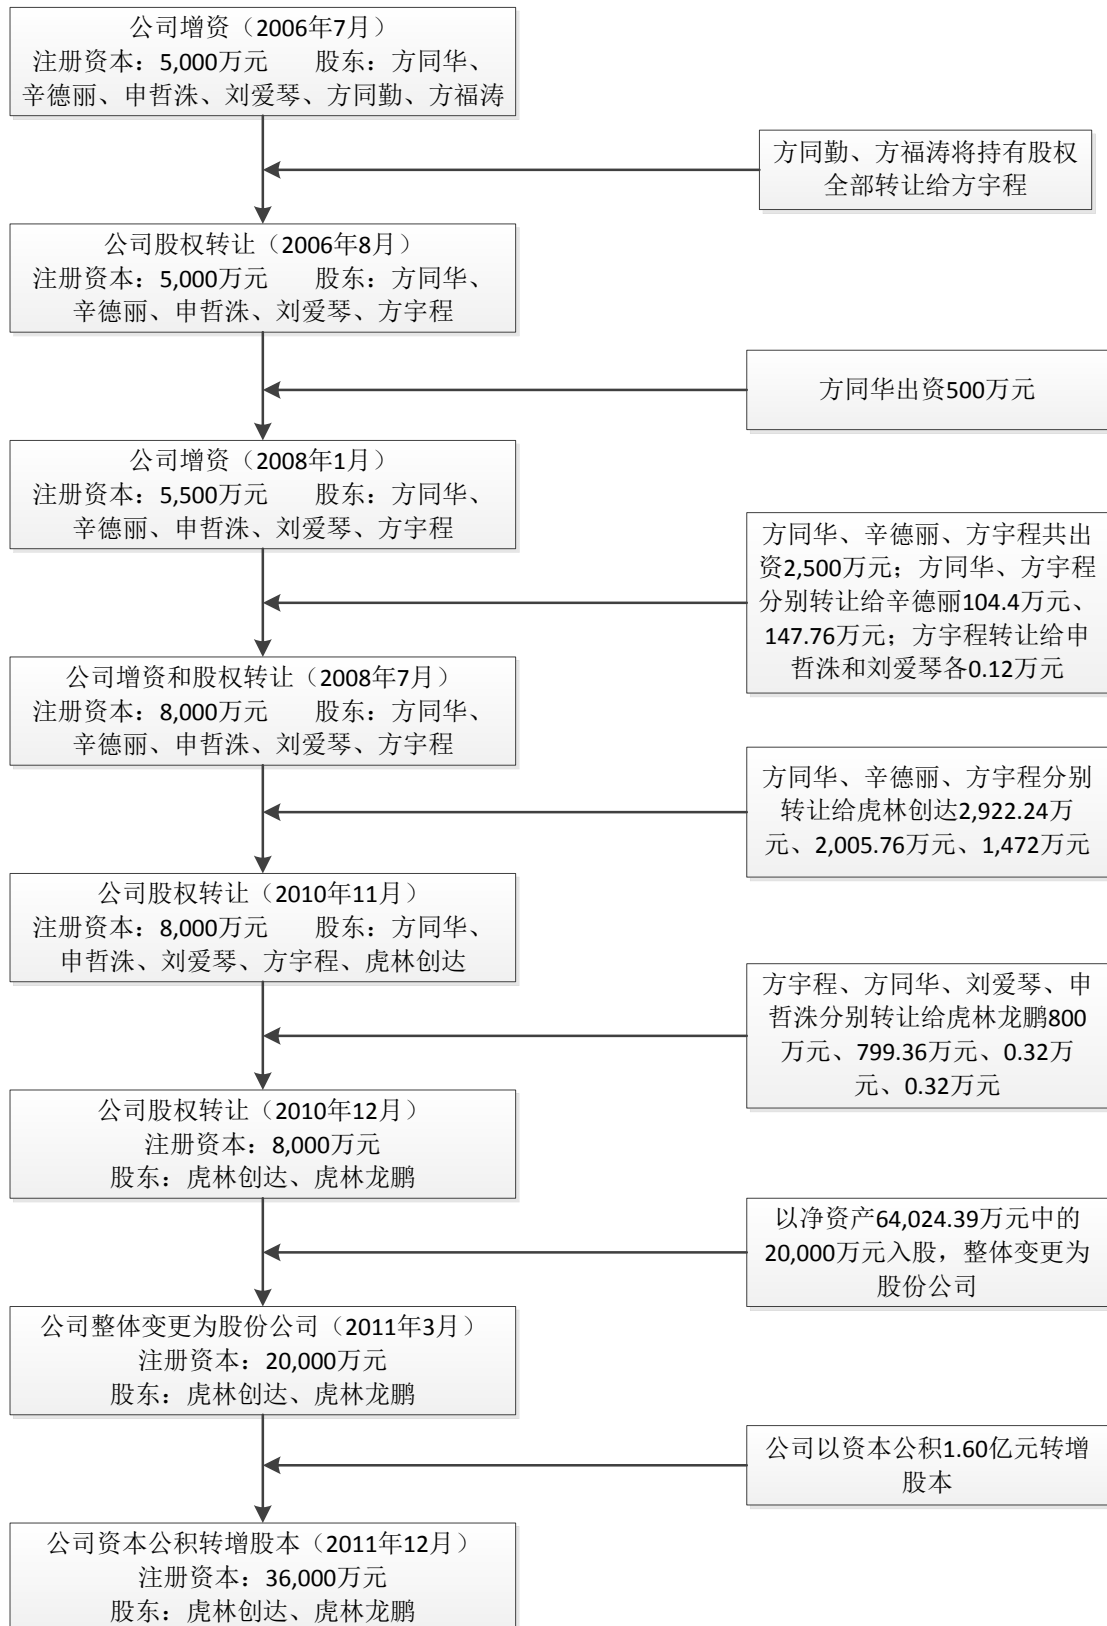 公司增资（2006年7月）
注册资本：5,000万元　　股东：方同华、
辛德丽、申哲洙、刘爱琴、方同勤、方福涛
方同勤、方福涛将持有股权
全部转让给方宇程
公司股权转让（2006年8月）
注册资本：5,000万元　　股东：方同华、
辛德丽、申哲洙、刘爱琴、方宇程
方同华出资500万元
公司增资（2008年1月）
注册资本：5,500万元　　股东：方同华、
辛德丽、申哲洙、刘爱琴、方宇程
方同华、辛德丽、方宇程共出
资2,500万元；方同华、方宇程
分别转让给辛德丽104.4万元、
147.76万元；方宇程转让给申
哲洙和刘爱琴各0.12万元
公司增资和股权转让（2008年7月）
注册资本：8,000万元　　股东：方同华、
辛德丽、申哲洙、刘爱琴、方宇程
方同华、辛德丽、方宇程分别
转让给虎林创达2,922.24万
元、2,005.76万元、1,472万元
公司股权转让（2010年11月）
注册资本：8,000万元　　股东：方同华、
申哲洙、刘爱琴、方宇程、虎林创达
方宇程、方同华、刘爱琴、申
哲洙分别转让给虎林龙鹏800
万元、799.36万元、0.32万
元、0.32万元
公司股权转让（2010年12月）
注册资本：8,000万元
股东：虎林创达、虎林龙鹏
以净资产64,024.39万元中的
20,000万元入股，整体变更为
股份公司
公司整体变更为股份公司（2011年3月）
注册资本：20,000万元
股东：虎林创达、虎林龙鹏
公司以资本公积1.60亿元转增
股本
公司资本公积转增股本（2011年12月）
注册资本：36,000万元
股东：虎林创达、虎林龙鹏